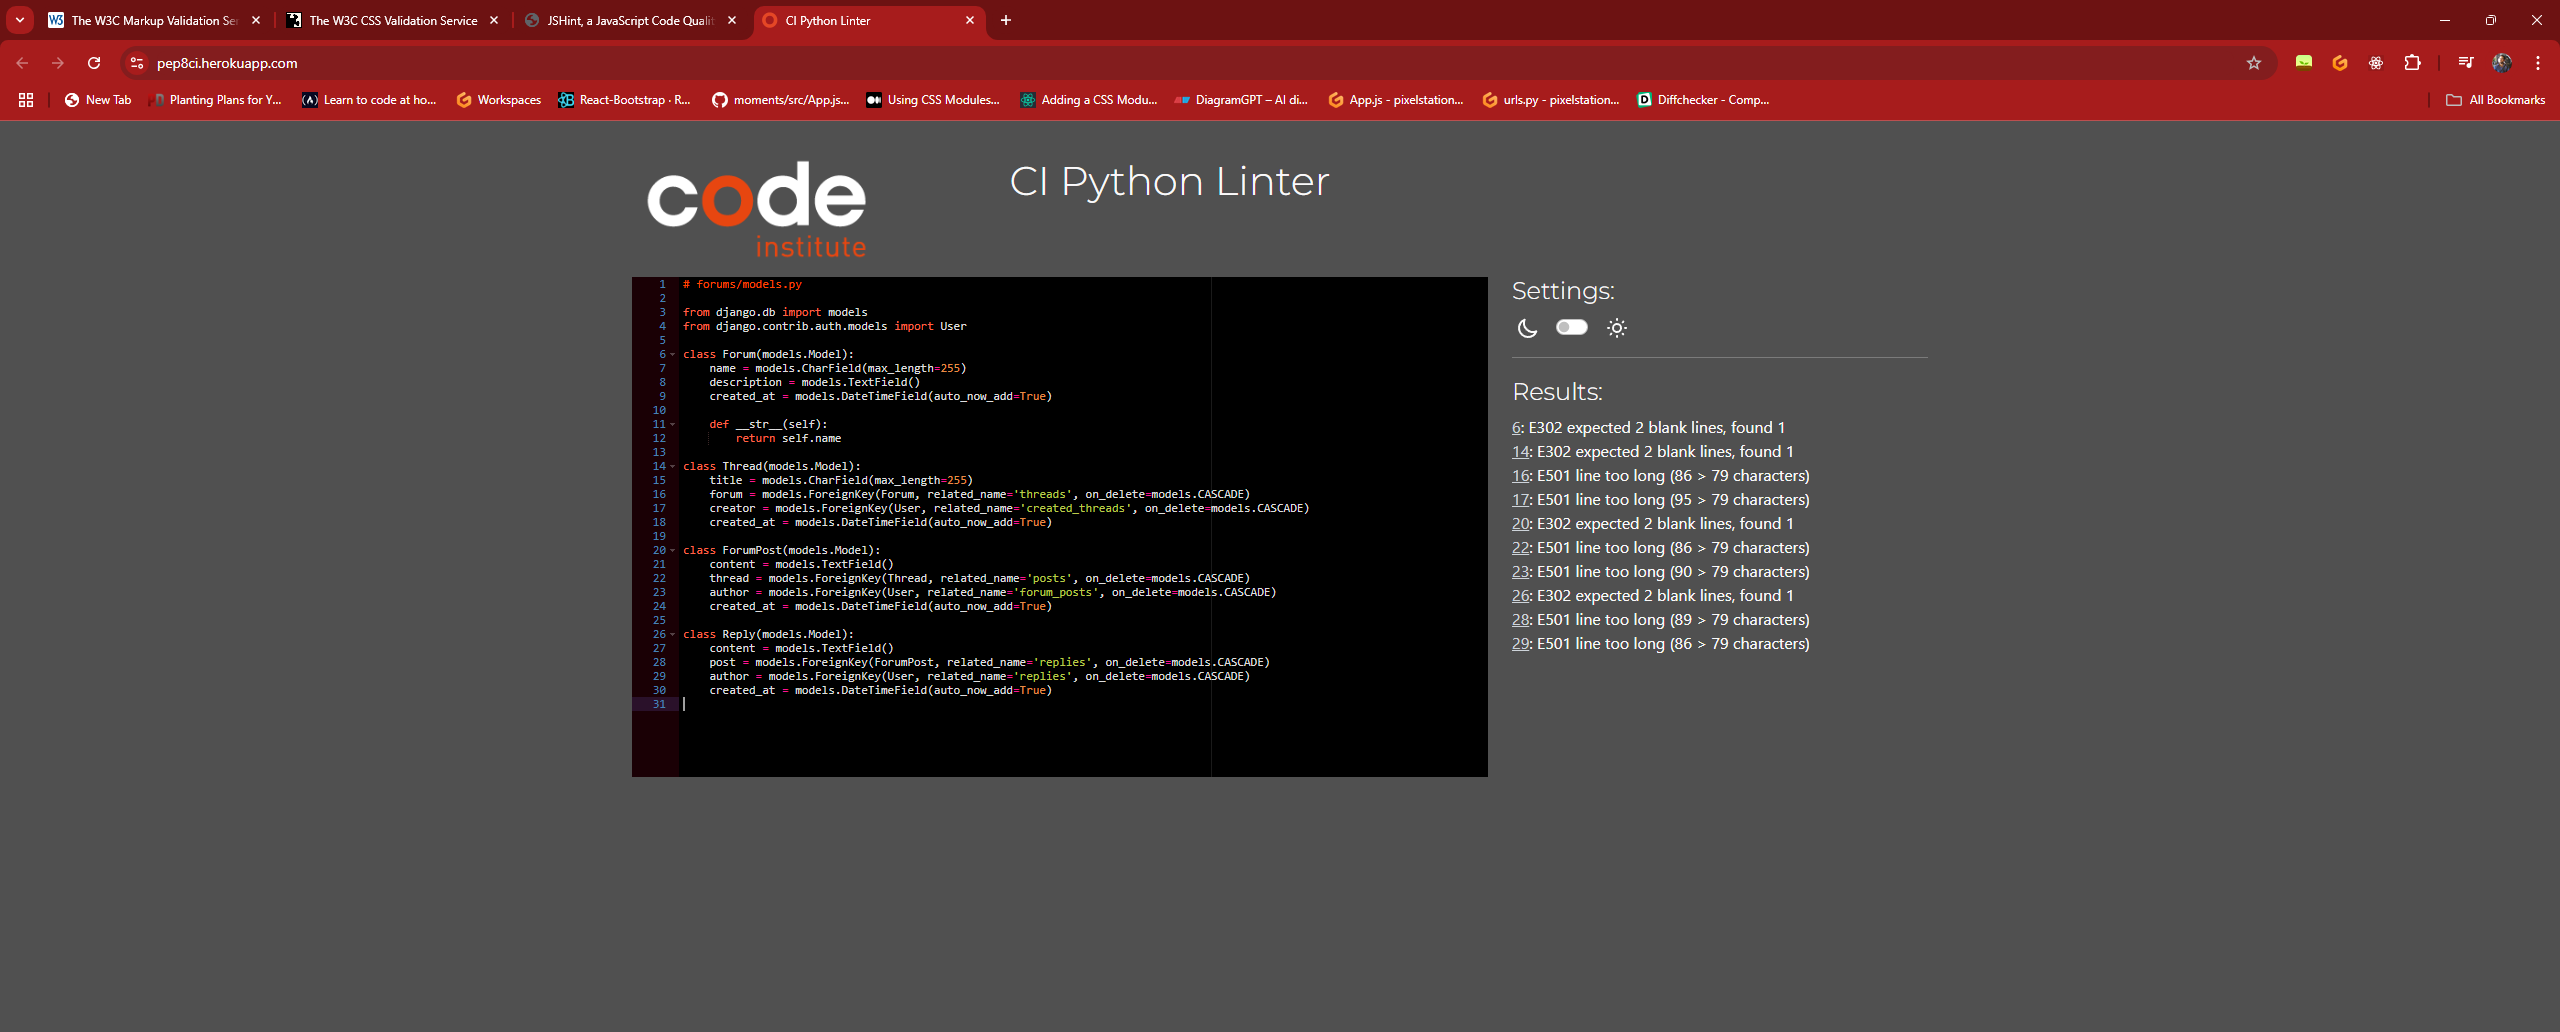 The W3C Markup Validation Se
The W3C CSS Validation Service
JSHint, a JavaScript Code Qualit
CI Python Linter
pep8ci.herokuapp.com
New Tab
Planting Plans for Y...
Learn to code at ho...
Workspaces
React-Bootstrap · R...
moments/src/App.js...
Using CSS Modules...
Adding a CSS Modu...
DiagramGPT – AI di...
App.js - pixelstation...
urls.py - pixelstation...
Diffchecker - Comp...
All Bookmarks
code
institute
CI Python Linter
1 # forums/models.py
2
3 from django.db import models
4 from django.contrib.auth.models import User
5
6 class Forum(models.Model):
7     name = models.CharField(max_length=255)
8     description = models.TextField()
9     created_at = models.DateTimeField(auto_now_add=True)
10
11     def __str__(self):
12         return self.name
13
14 class Thread(models.Model):
15     title = models.CharField(max_length=255)
16     forum = models.ForeignKey(Forum, related_name='threads', on_delete=models.CASCADE)
17     creator = models.ForeignKey(User, related_name='created_threads', on_delete=models.CASCADE)
18     created_at = models.DateTimeField(auto_now_add=True)
19
20 class ForumPost(models.Model):
21     content = models.TextField()
22     thread = models.ForeignKey(Thread, related_name='posts', on_delete=models.CASCADE)
23     author = models.ForeignKey(User, related_name='forum_posts', on_delete=models.CASCADE)
24     created_at = models.DateTimeField(auto_now_add=True)
25
26 class Reply(models.Model):
27     content = models.TextField()
28     post = models.ForeignKey(ForumPost, related_name='replies', on_delete=models.CASCADE)
29     author = models.ForeignKey(User, related_name='replies', on_delete=models.CASCADE)
30     created_at = models.DateTimeField(auto_now_add=True)
31
Settings:
Results:
6: E302 expected 2 blank lines, found 1
14: E302 expected 2 blank lines, found 1
16: E501 line too long (86 > 79 characters)
17: E501 line too long (95 > 79 characters)
20: E302 expected 2 blank lines, found 1
22: E501 line too long (86 > 79 characters)
23: E501 line too long (90 > 79 characters)
26: E302 expected 2 blank lines, found 1
28: E501 line too long (89 > 79 characters)
29: E501 line too long (86 > 79 characters)